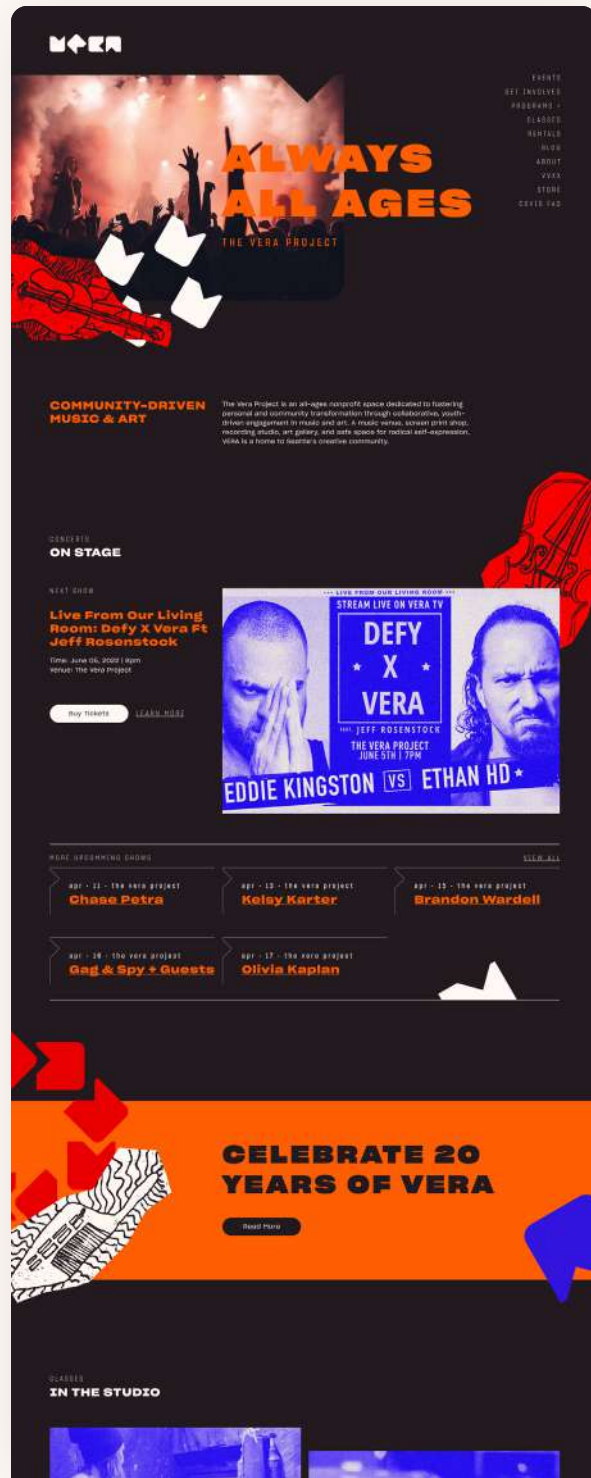 VERA
EVENTS
GET INVOLVED
PROGRAMS +
CLASSES
RENTALS
BLOG
ABOUT
VVXX
STORE
COVID FAQ
ALWAYS
ALL AGES
THE VERA PROJECT
COMMUNITY-DRIVEN
MUSIC & ART
The Vera Project is an all-ages nonprofit space dedicated to fostering
personal and community transformation through collaborative, youth-
driven engagement in music and art. A music venue, screen print shop,
recording studio, art gallery, and safe space for radical self-expression,
VERA is a home to Seattle's creative community.
CONCERTS
ON STAGE
NEXT SHOW
Live From Our Living
Room: Defy X Vera Ft
Jeff Rosenstock
Time: June 05, 2022 | 8pm
Venue: The Vera Project
Buy Tickets
LEARN MORE
*** LIVE FROM OUR LIVING ROOM ***
STREAM LIVE ON VERA TV
DEFY
X
VERA
FEAT. JEFF ROSENSTOCK
THE VERA PROJECT
JUNE 5TH | 7PM
EDDIE KINGSTON VS ETHAN HD
MORE UPCOMMING SHOWS
VIEW ALL
apr - 11 - the vera project
Chase Petra
apr - 13 - the vera project
Kelsy Karter
apr - 15 - the vera project
Brandon Wardell
apr - 16 - the vera project
Gag & Spy + Guests
apr - 17 - the vera project
Olivia Kaplan
CELEBRATE 20
YEARS OF VERA
Read More
CLASSES
IN THE STUDIO